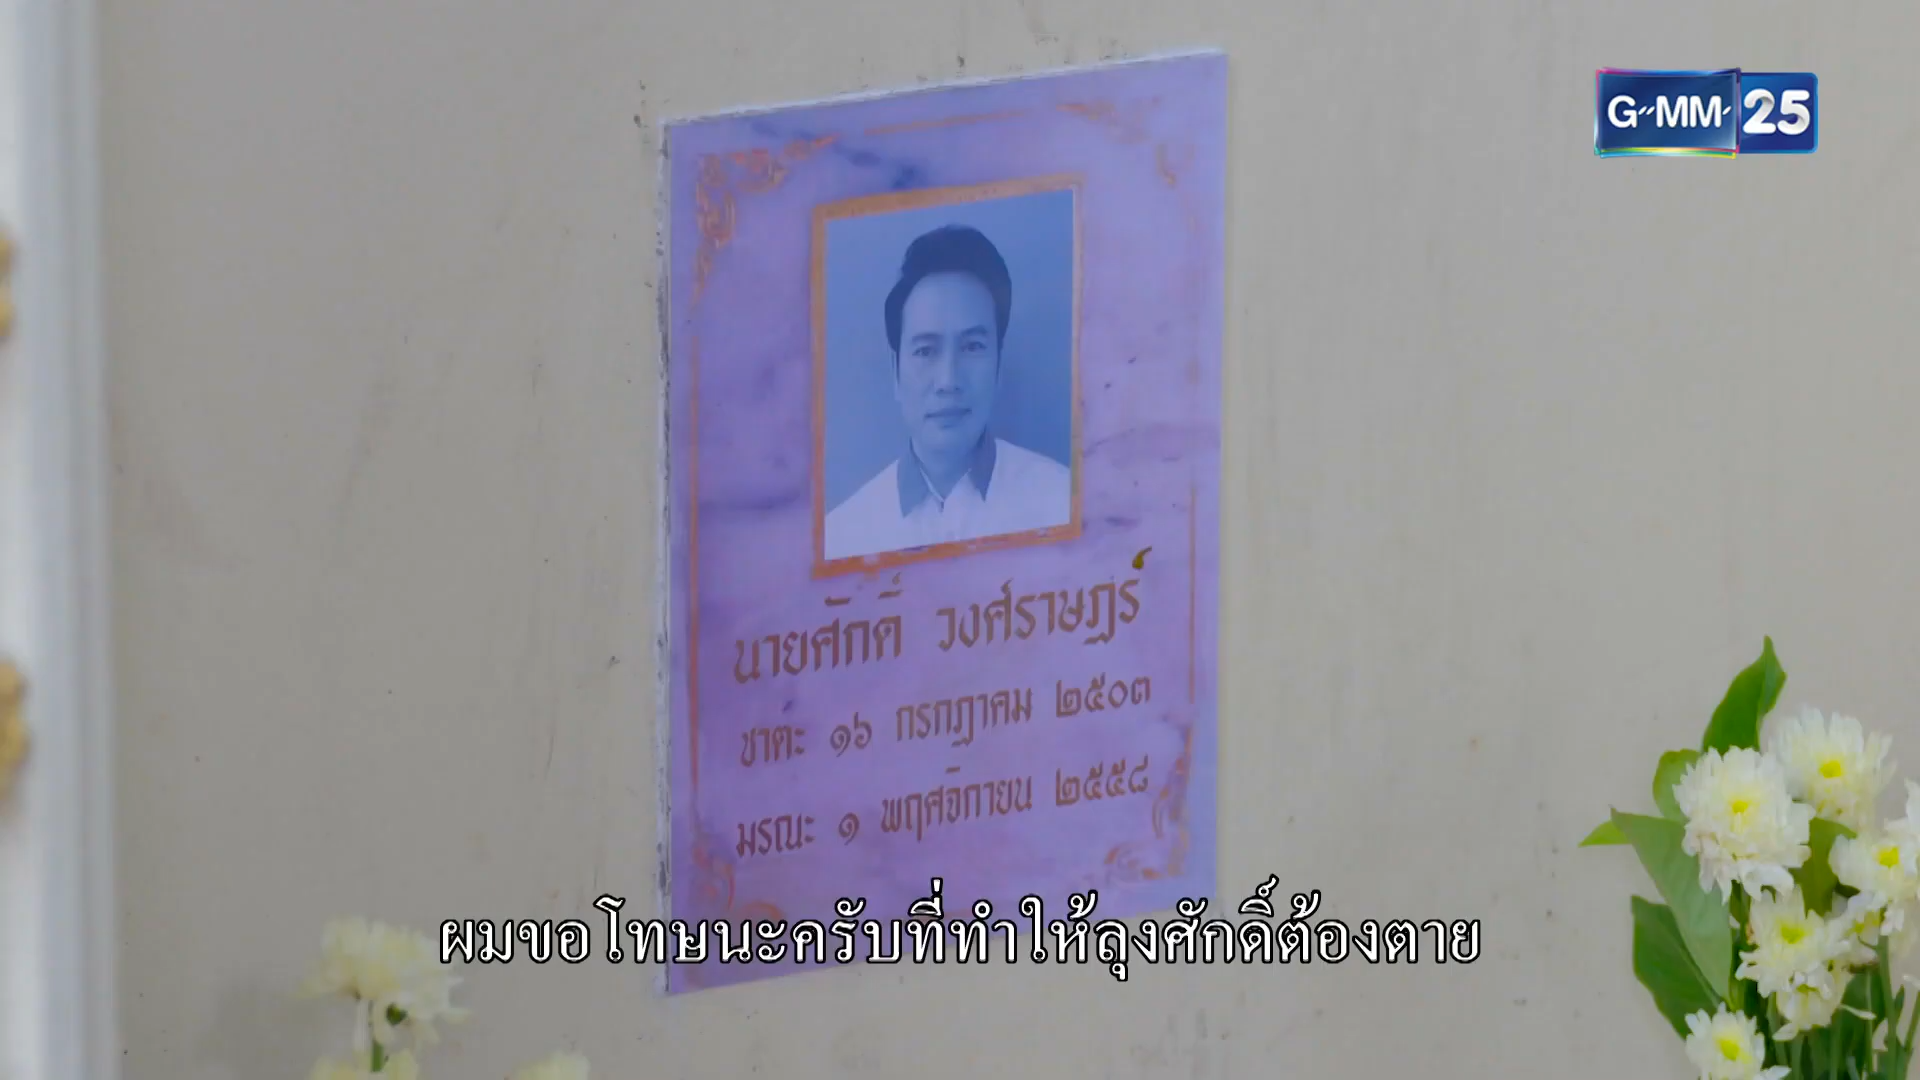 G"MM' 25
นายศักดิ์ วงศ์ราษฎร์
ชาตะ ๑๖ กรกฎาคม ๒๕๐๓
มรณะ ๑ พฤศจิกายน ๒๕๕๘
ผมขอโทษนะครับที่ทำให้ลุงศักดิ์ต้องตาย